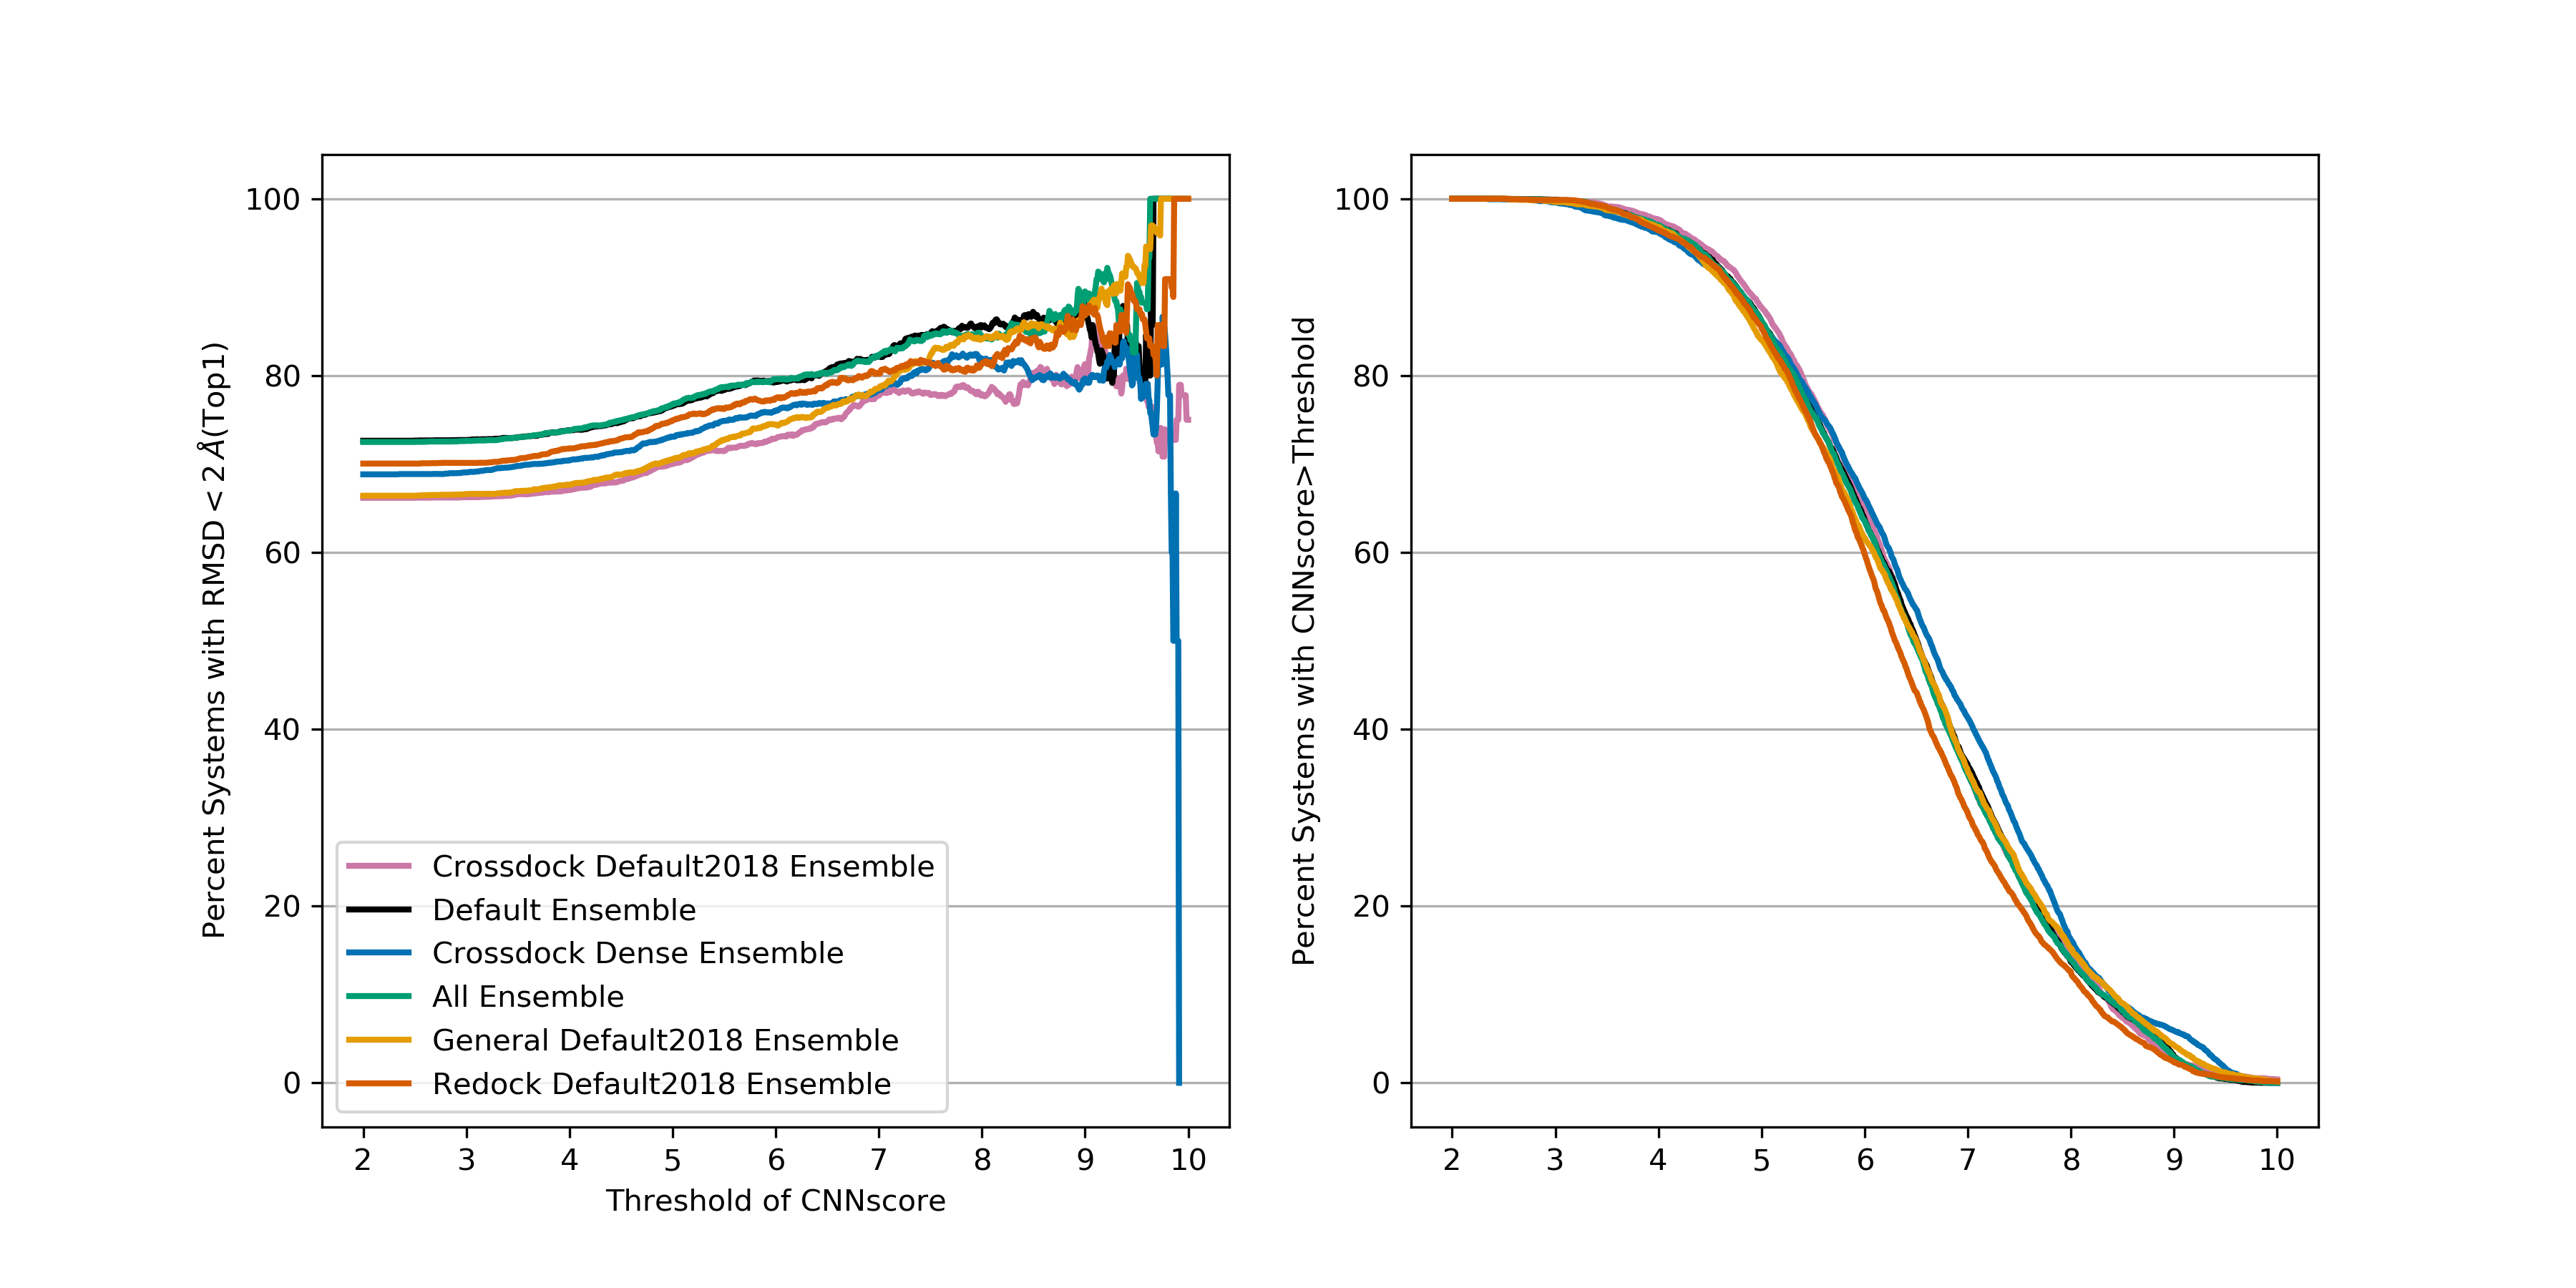 Percent Systems with RMSD < 2Å(Top1)
100
80
60
40
20
0
Crossdock Default2018 Ensemble
Default Ensemble
Crossdock Dense Ensemble
All Ensemble
General Default2018 Ensemble
Redock Default2018 Ensemble
2 3 4 5 6 7 8 9 10
Threshold of CNNscore
Percent Systems with CNNscore>Threshold
100
80
60
40
20
0
2 3 4 5 6 7 8 9 10